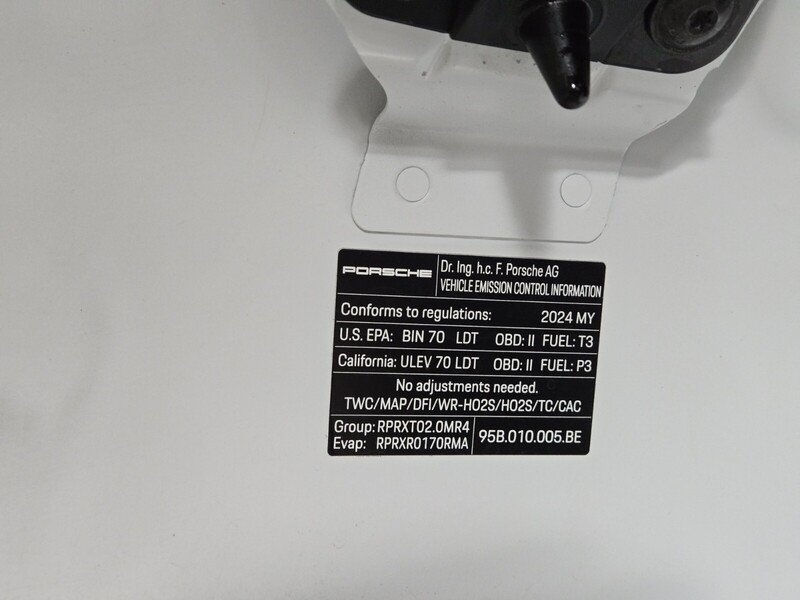 PORSCHE Dr. Ing. h.c. F. Porsche AG
VEHICLE EMISSION CONTROL INFORMATION
Conforms to regulations: 2024 MY
U.S. EPA: BIN 70 LDT OBD: II FUEL: T3
California: ULEV 70 LDT OBD: II FUEL: P3
No adjustments needed.
TWC/MAP/DFI/WR-HO2S/HO2S/TC/CAC
Group: RPRXT02.0MR4
Evap: RPRXR0170RMA
95B.010.005.BE